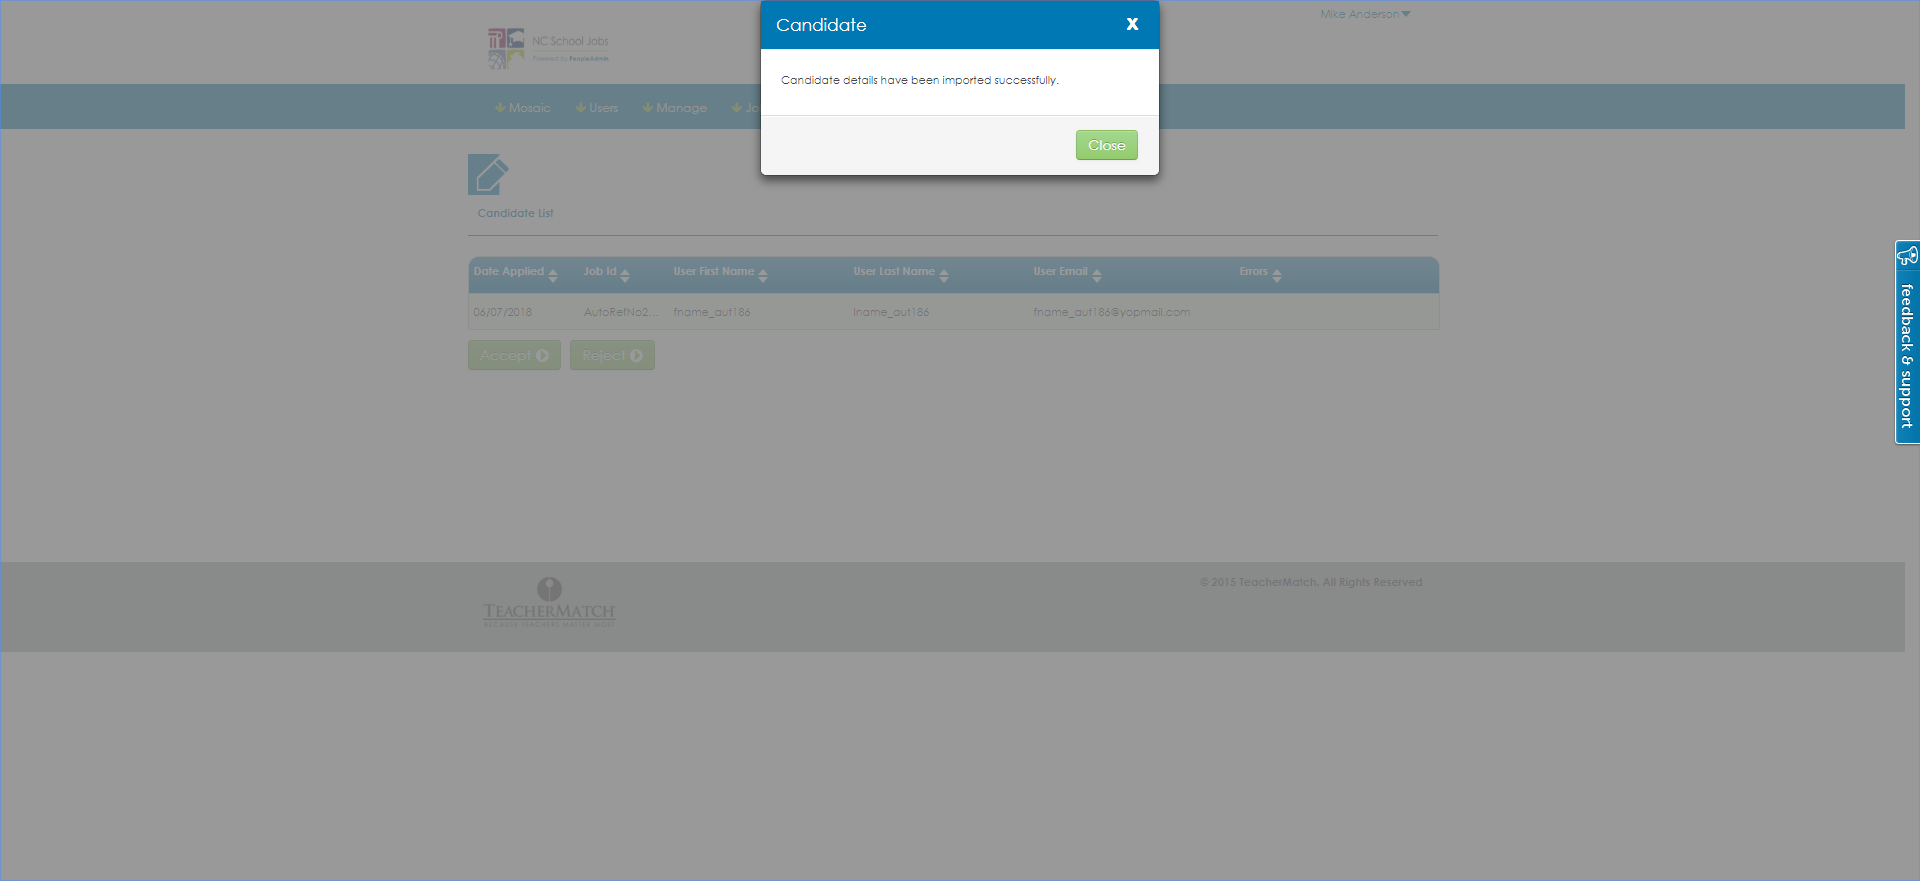 Candidate
X
Mike Anderson
NC School Jobs
Powered by PeopleAdmin
Candidate details have been imported successfully.
Mosaic Users Manage Jo
Close
Candidate List
Date Applied Job Id User First Name User Last Name User Email Errors
06/07/2018 AutoRefNo2... fname_aut186 lname_aut186 fname_aut186@yopmail.com
Accept Reject
feedback & support
© 2015 TeacherMatch. All Rights Reserved
TEACHERMATCH
BECAUSE TEACHERS MATTER MOST